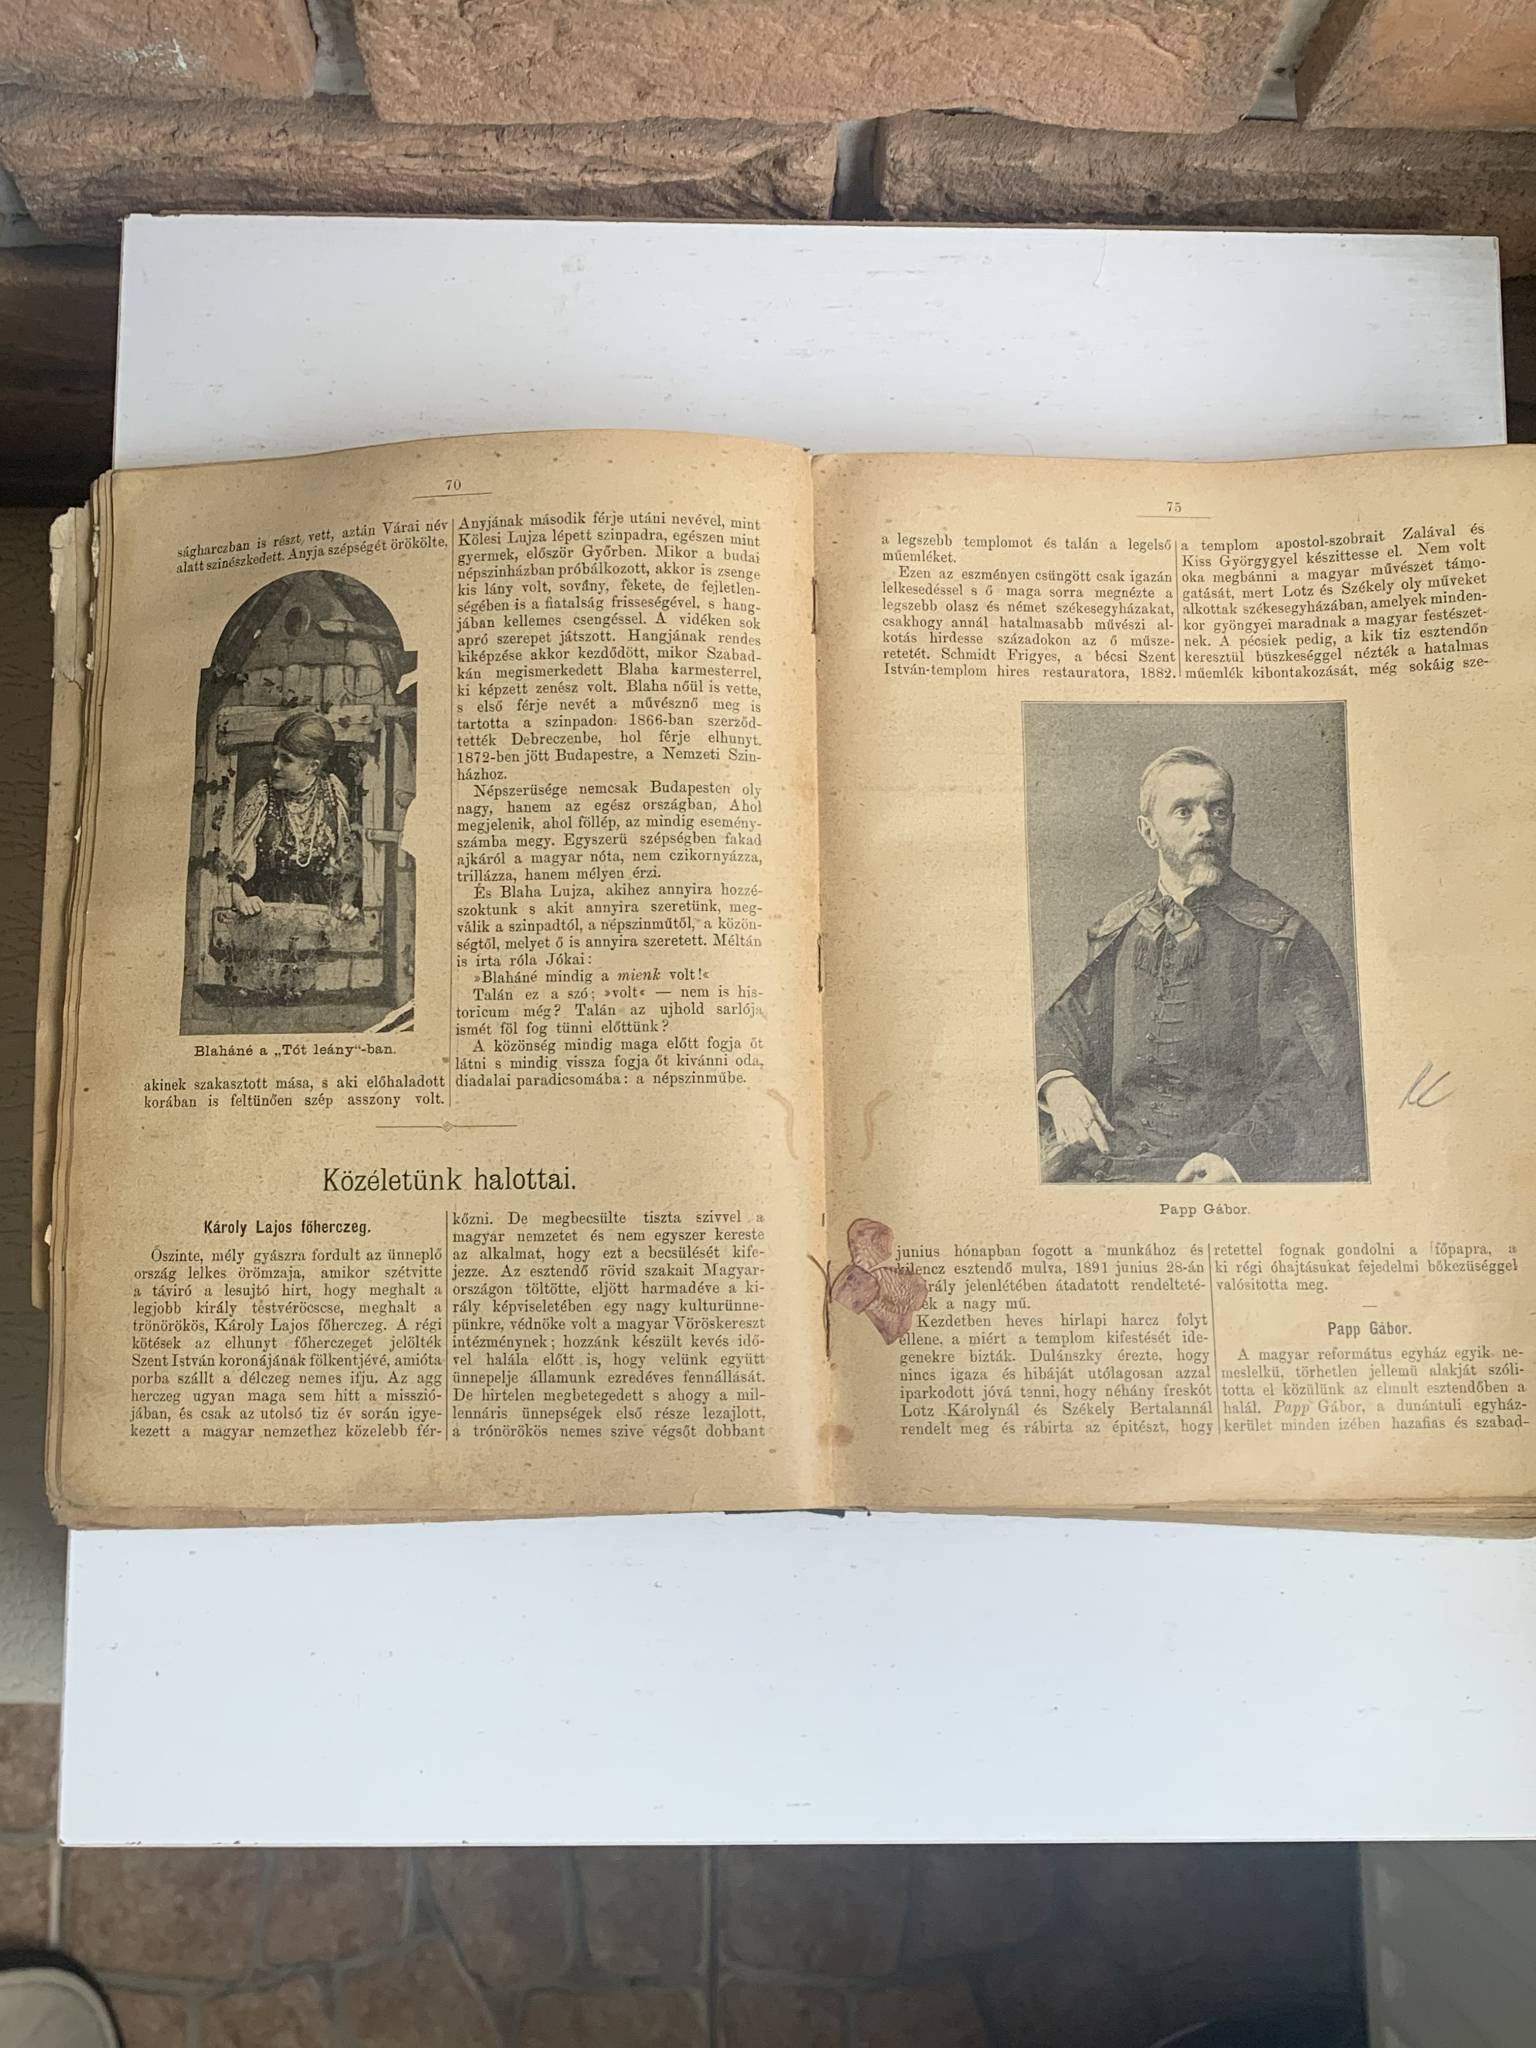 70
ságharczban is részt vett, aztán Várai név
alatt szinészkedett. Anyja szépségét örökölte,
Blaháné a „Tót leány“-ban.
akinek szakasztott mása, s aki előhaladott
korában is feltünően szép asszony volt.
Anyjának második férje utáni nevével, mint
Kölesi Lujza lépett szinpadra, egészen mint
gyermek, először Győrben. Mikor a budai
népszinházban próbálkozott, akkor is zsenge
kis lány volt, sovány, fekete, de fejletlen-
ségében is a fiatalság frisseségével, s hang-
jában kellemes csengéssel. A vidéken sok
apró szerepet játszott. Hangjának rendes
kiképzése akkor kezdődött, mikor Szabad-
kán megismerkedett Blaha karmesterrel,
ki képzett zenész volt. Blaha nőül is vette,
s első férje nevét a művésznő meg is
tartotta a szinpadon. 1866-ban szerződ-
tették Debreczenbe, hol férje elhunyt.
1872-ben jött Budapestre, a Nemzeti Szin-
házhoz.
Népszerüsége nemcsak Budapesten oly
nagy, hanem az egész országban. Ahol
megjelenik, ahol föllép, az mindig esemény-
számba megy. Egyszerü szépségben fakad
ajkáról a magyar nóta, nem czikornyázza,
trillázza, hanem mélyen érzi.
És Blaha Lujza, akihez annyira hozzé-
szoktunk s akit annyira szeretünk, meg-
válik a szinpadtól, a népszinműtől, a közön-
ségtől, melyet ő is annyira szeretett. Méltán
is írta róla Jókai:
»Blaháné mindig a mienk volt!«
Talán ez a szó; »volt« — nem is his-
toricum még? Talán az ujhold sarlója
ismét föl fog tünni előttünk?
A közönség mindig maga előtt fogja őt
látni s mindig vissza fogja őt kivánni oda,
diadalai paradicsomába: a népszinmübe.
Közéletünk halottai.
Károly Lajos főherczeg.
Őszinte, mély gyászra fordult az ünneplő
ország lelkes örömzaja, amikor szétvitte
a táviró a lesujtó hirt, hogy meghalt a
legjobb király testvéröcscse, meghalt a
trónörökös, Károly Lajos főherczeg. A régi
kötések az elhunyt főherczeget jelölték
Szent István koronájának fölkentjévé, amióta
porba szállt a délczeg nemes ifju. Az agg
herczeg ugyan maga sem hitt a misszió-
jában, és csak az utolsó tiz év során igye-
kezett a magyar nemzethez közelebb fér-
kőzni. De megbecsülte tiszta szivvel a
magyar nemzetet és nem egyszer kereste
az alkalmat, hogy ezt a becsülését kife-
jezze. Az esztendő rövid szakait Magyar-
országon töltötte, eljött harmadéve a ki-
rály képviseletében egy nagy kulturünne-
pünkre, védnöke volt a magyar Vöröskereszt
intézménynek; hozzánk készült kevés idő-
vel halála előtt is, hogy velünk együtt
ünnepelje államunk ezredéves fennállását.
De hirtelen megbetegedett s ahogy a mil-
lennáris ünnepségek első része lezajlott,
a trónörökös nemes szive végsőt dobbant
75
a legszebb templomot és talán a legelső
műemléket.
Ezen az eszményen csüngött csak igazán
lelkesedéssel s ő maga sorra megnézte a
legszebb olasz és német székesegyházakat,
csakhogy annál hatalmasabb művészi al-
kotás hirdesse századokon az ő műsze-
retetét. Schmidt Frigyes, a bécsi Szent
István-templom hires restauratora, 1882.
a templom apostol-szobrait Zalával és
Kiss Györgygyel készittesse el. Nem volt
oka megbánni a magyar művészet támo-
gatását, mert Lotz és Székely oly műveket
alkottak székesegyházában, amelyek minden-
kor gyöngyei maradnak a magyar festészet-
nek. A pécsiek pedig, a kik tiz esztendőn
keresztül büszkeséggel nézték a hatalmas
műemlék kibontakozását, még sokáig sze-
Papp Gábor.
junius hónapban fogott a munkához és
kilencz esztendő mulva, 1891 junius 28-án
király jelenlétében átadatott rendelteté-
ek a nagy mű.
Kezdetben heves hirlapi harcz folyt
ellene, a miért a templom kifestését ide-
genekre bizták. Dulánszky érezte, hogy
nincs igaza és hibáját utólagosan azzal
iparkodott jóvá tenni, hogy néhány freskót
Lotz Károlynál és Székely Bertalannál
rendelt meg és rábirta az épitészt, hogy
retettel fognak gondolni a főpapra, a
ki régi óhajtásukat fejedelmi bőkezüséggel
valósitotta meg.
Papp Gábor.
A magyar református egyház egyik ne-
meslelkü, törhetlen jellemü alakját szóli-
totta el közülünk az elmult esztendőben a
halál. Papp Gábor, a dunántuli egyház-
kerület minden izében hazafias és szabad-